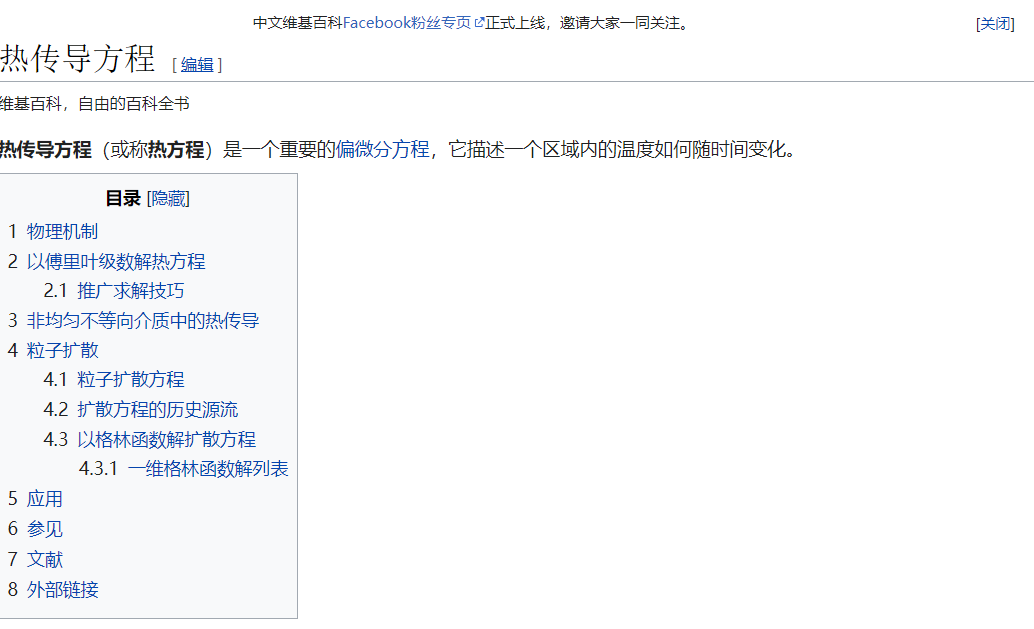 中文维基百科Facebook粉丝专页正式上线，邀请大家一同关注。 [关闭]
热传导方程 [ 编辑 ]
维基百科，自由的百科全书
热传导方程（或称热方程）是一个重要的偏微分方程，它描述一个区域内的温度如何随时间变化。
目录 [隐藏]
1 物理机制
2 以傅里叶级数解热方程
2.1 推广求解技巧
3 非均匀不等向介质中的热传导
4 粒子扩散
4.1 粒子扩散方程
4.2 扩散方程的历史源流
4.3 以格林函数解扩散方程
4.3.1 一维格林函数解列表
5 应用
6 参见
7 文献
8 外部链接